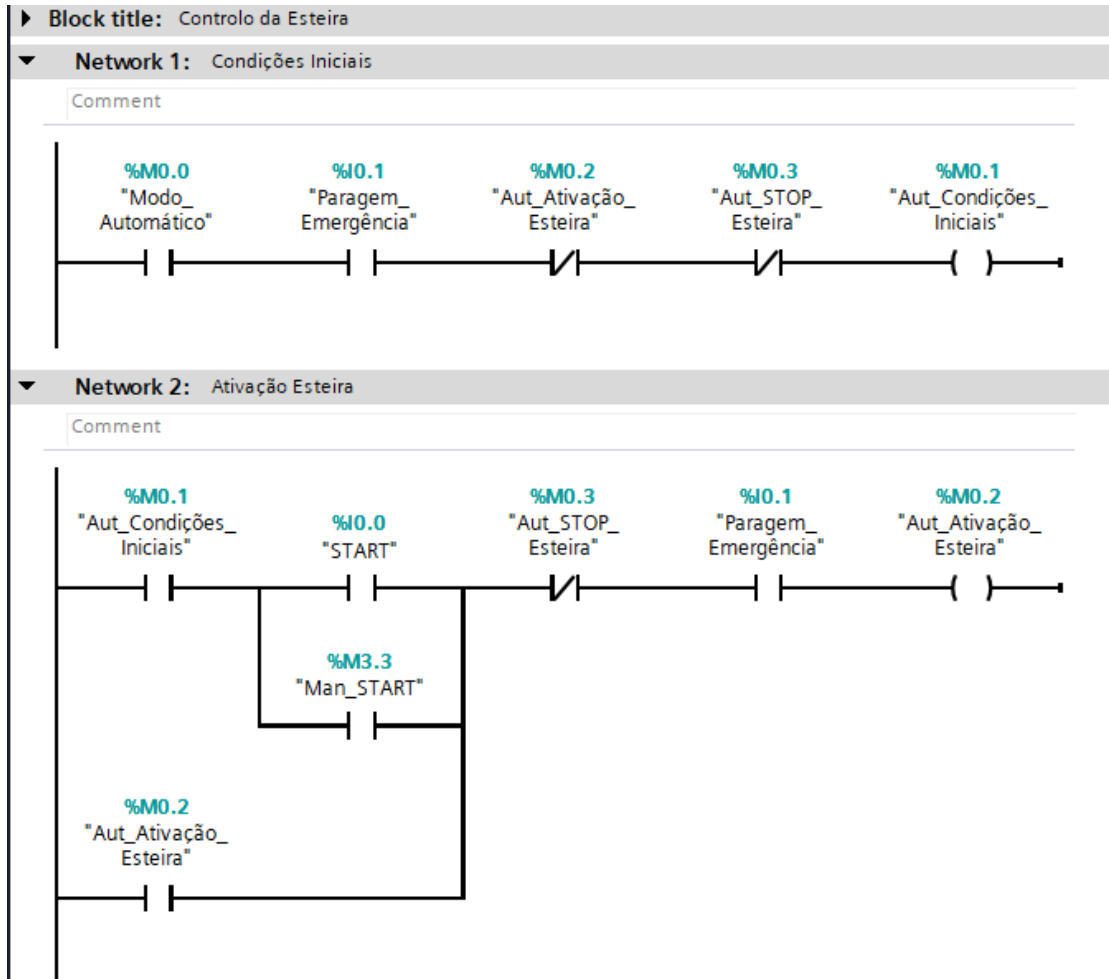 Block title: Controlo da Esteira
Network 1: Condições Iniciais
Comment
%M0.0 %I0.1 %M0.2 %M0.3 %M0.1
"Modo_ "Paragem_ "Aut_Ativação_ "Aut_STOP_ "Aut_Condições_
Automático" Emergência" Esteira" Esteira" Iniciais"
Network 2: Ativação Esteira
Comment
%M0.1 %M0.3 %I0.1 %M0.2
"Aut_Condições_ %I0.0 "Aut_STOP_ "Paragem_ "Aut_Ativação_
Iniciais" "START" Esteira" Emergência" Esteira"
%M3.3
"Man_START"
%M0.2
"Aut_Ativação_
Esteira"